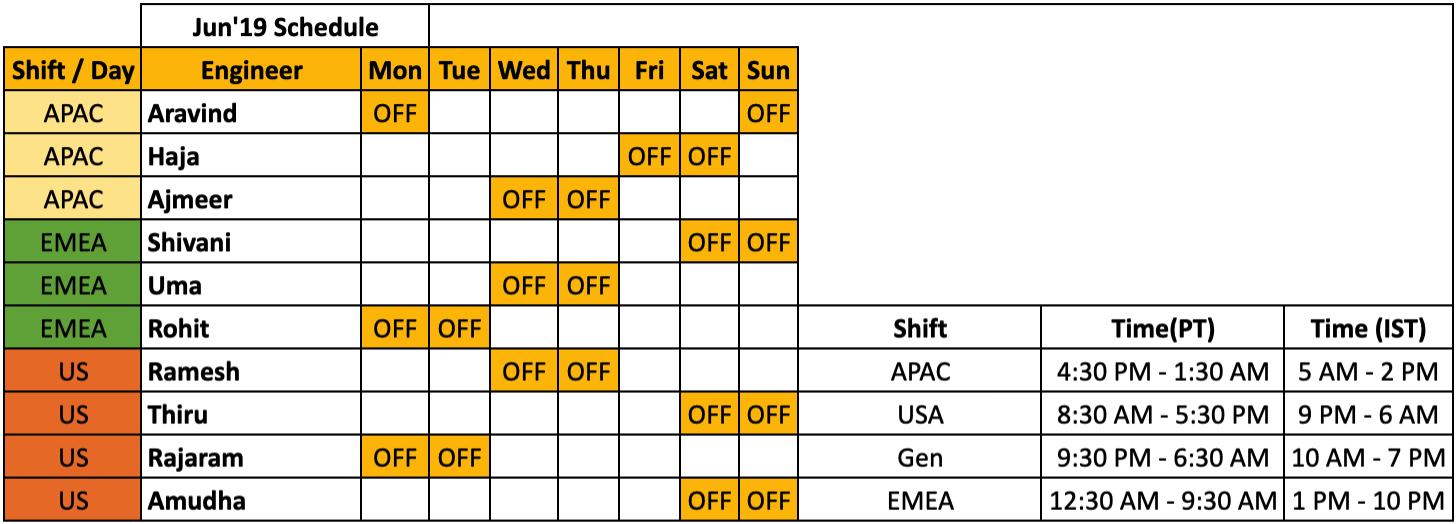 Jun'19 Schedule
Shift / Day Engineer Mon Tue Wed Thu Fri Sat Sun
APAC Aravind OFF OFF
APAC Haja OFF OFF
APAC Ajmeer OFF OFF
EMEA Shivani OFF OFF
EMEA Uma OFF OFF
EMEA Rohit OFF OFF Shift Time(PT) Time (IST)
US Ramesh OFF OFF APAC 4:30 PM - 1:30 AM 5 AM - 2 PM
US Thiru OFF OFF USA 8:30 AM - 5:30 PM 9 PM - 6 AM
US Rajaram OFF OFF Gen 9:30 PM - 6:30 AM 10 AM - 7 PM
US Amudha OFF OFF EMEA 12:30 AM - 9:30 AM 1 PM - 10 PM